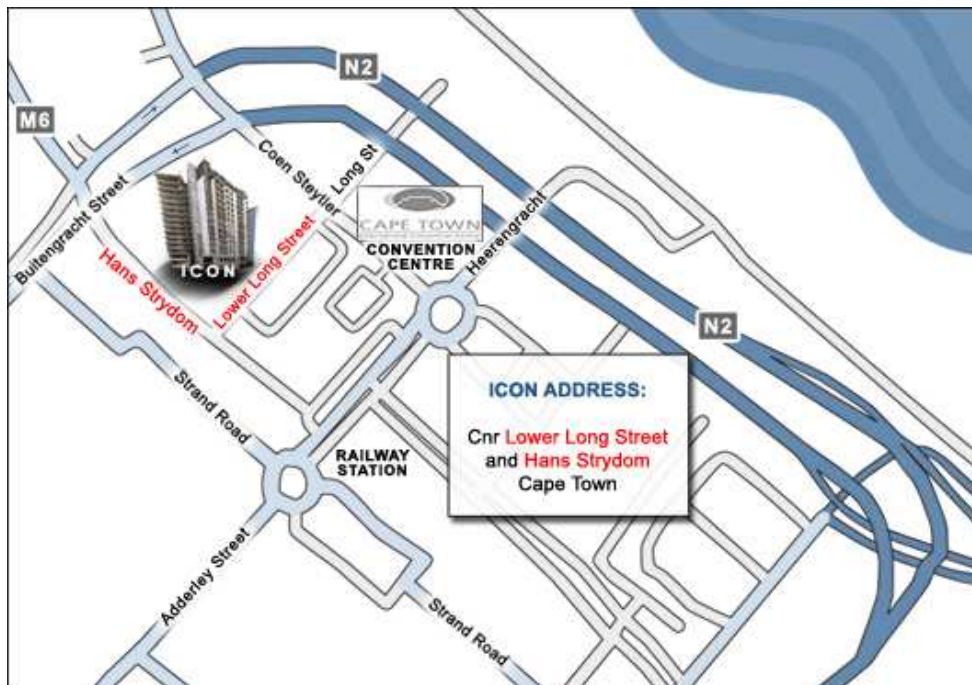 N2
M6
Coen Steytler
Long St
CAPE TOWN
CONVENTION
CENTRE
Heerengracht
Buitengracht Street
ICON
Hans Strydom
Lower Long Street
N2
Strand Road
ICON ADDRESS:
Cnr Lower Long Street
and Hans Strydom
Cape Town
RAILWAY
STATION
Adderley Street
Strand Road